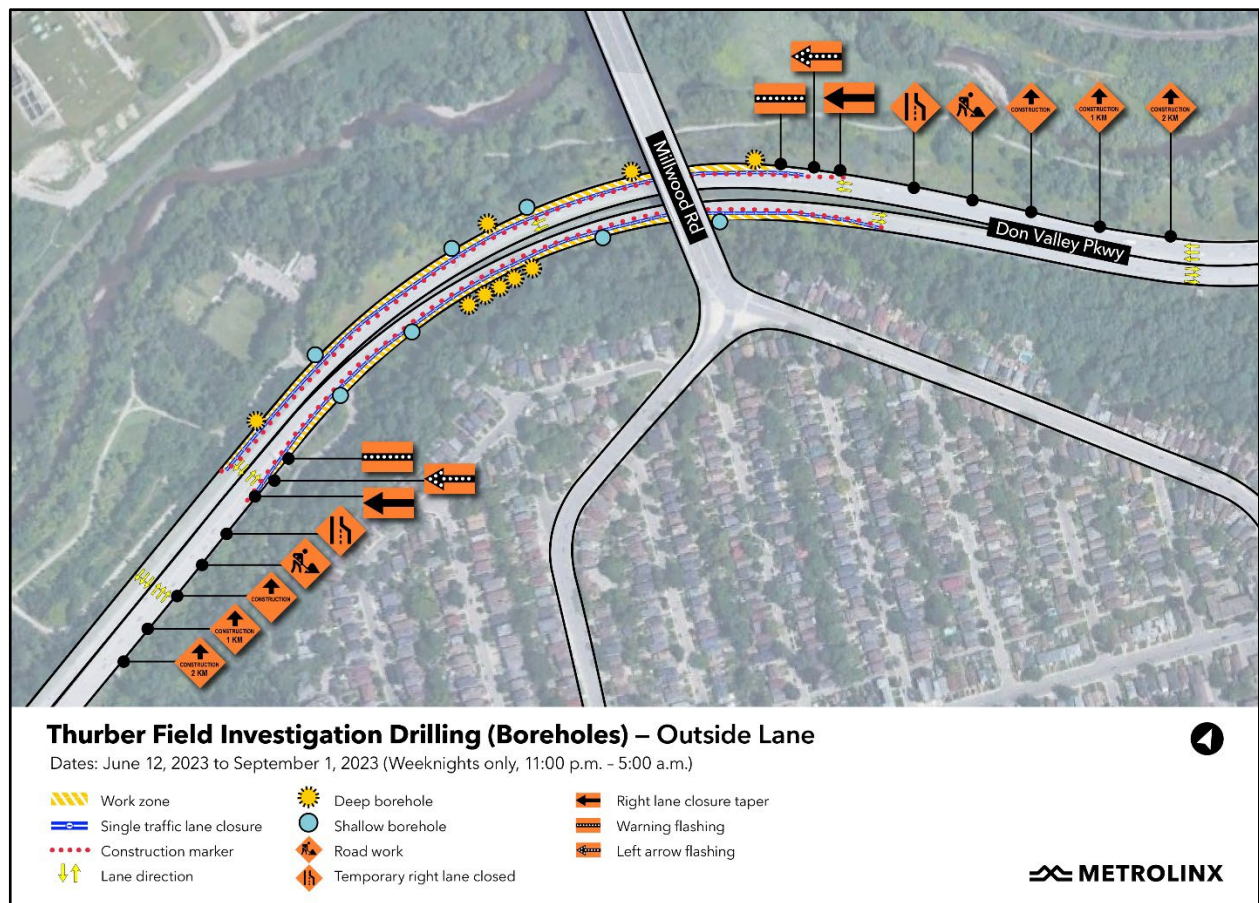 Millwood Rd
Don Valley Pkwy
CONSTRUCTION
CONSTRUCTION
1 KM
CONSTRUCTION
2 KM
CONSTRUCTION
CONSTRUCTION
1 KM
CONSTRUCTION
2 KM
Thurber Field Investigation Drilling (Boreholes) – Outside Lane
Dates: June 12, 2023 to September 1, 2023 (Weeknights only, 11:00 p.m. – 5:00 a.m.)
Work zone
Single traffic lane closure
Construction marker
Lane direction
Deep borehole
Shallow borehole
Road work
Temporary right lane closed
Right lane closure taper
Warning flashing
Left arrow flashing
METROLINX